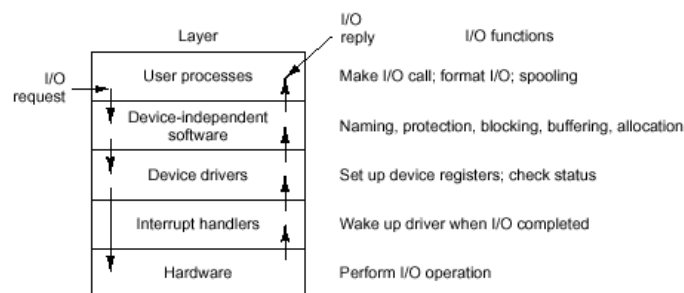 I/O
reply
Layer
I/O functions
I/O
request
User processes
Make I/O call; format I/O; spooling
Device-independent
software
Naming, protection, blocking, buffering, allocation
Device drivers
Set up device registers; check status
Interrupt handlers
Wake up driver when I/O completed
Hardware
Perform I/O operation